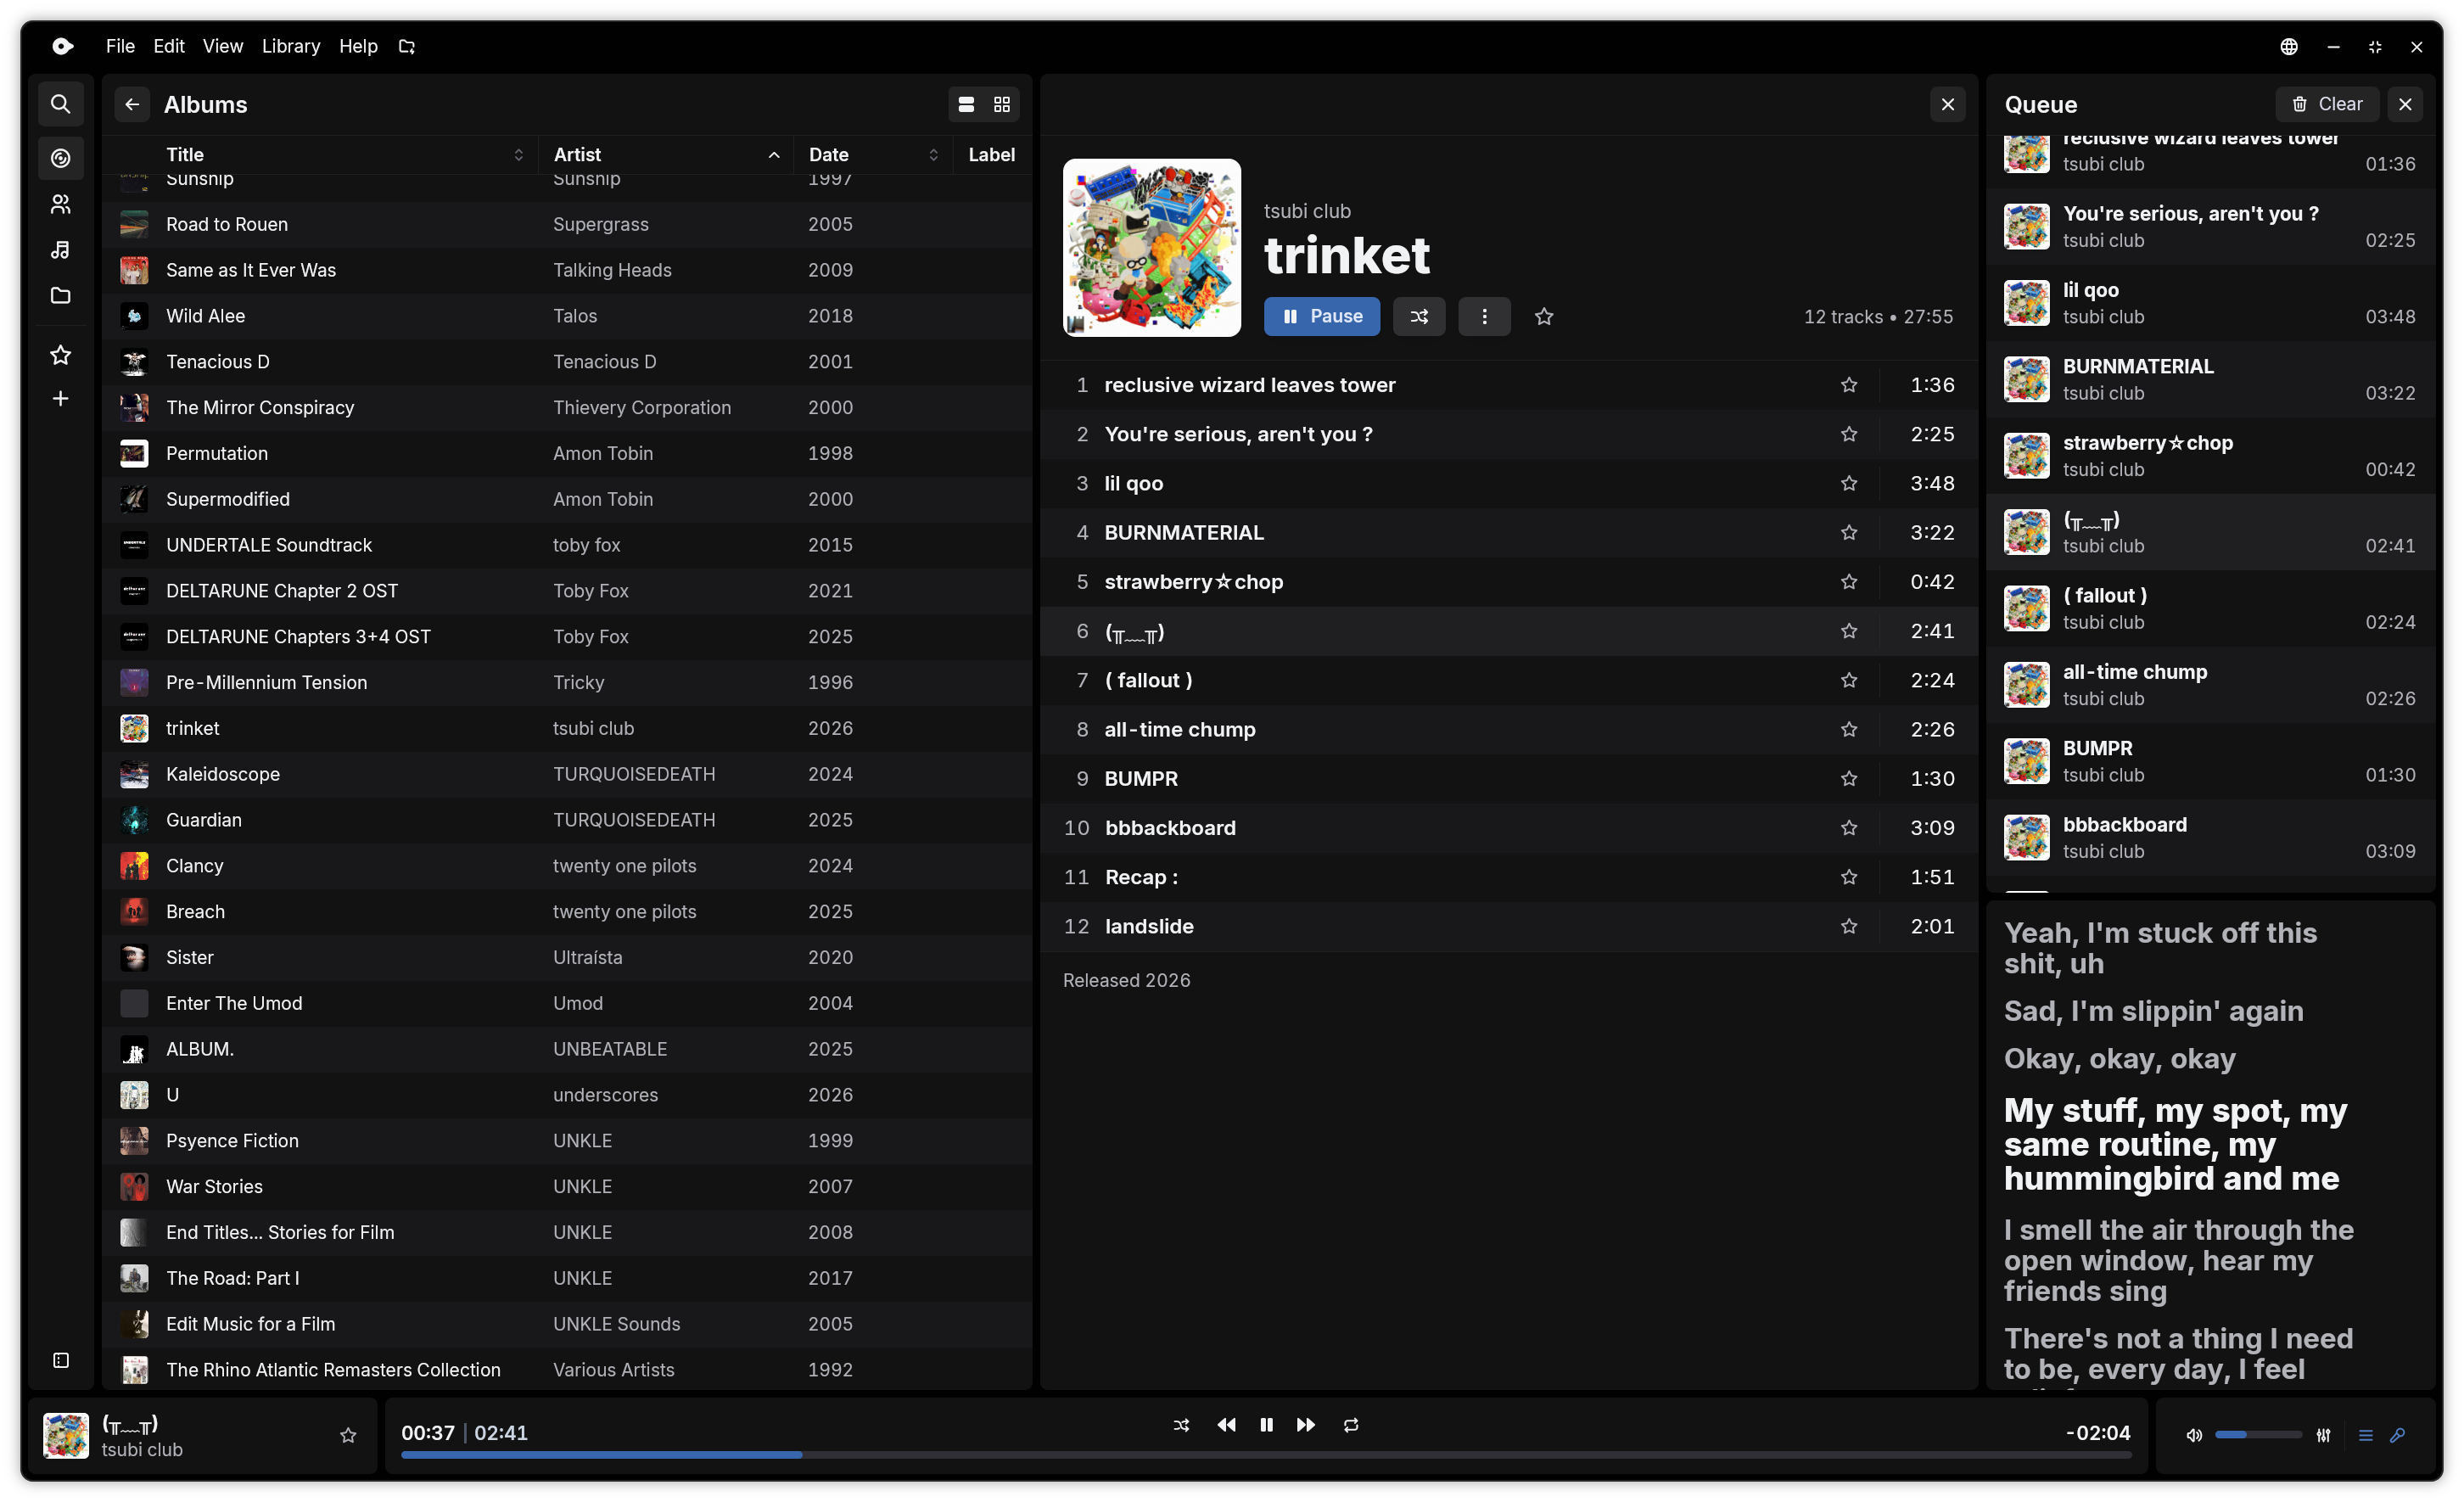 File Edit View Library Help
Albums
Title Artist Date Label
Sunship Sunship 1997
Road to Rouen Supergrass 2005
Same as It Ever Was Talking Heads 2009
Wild Alee Talos 2018
Tenacious D Tenacious D 2001
The Mirror Conspiracy Thievery Corporation 2000
Permutation Amon Tobin 1998
Supermodified Amon Tobin 2000
UNDERTALE Soundtrack toby fox 2015
DELTARUNE Chapter 2 OST Toby Fox 2021
DELTARUNE Chapters 3+4 OST Toby Fox 2025
Pre-Millennium Tension Tricky 1996
trinket tsubi club 2026
Kaleidoscope TURQUOISEDEATH 2024
Guardian TURQUOISEDEATH 2025
Clancy twenty one pilots 2024
Breach twenty one pilots 2025
Sister Ultraísta 2020
Enter The Umod Umod 2004
ALBUM. UNBEATABLE 2025
U underscores 2026
Psyence Fiction UNKLE 1999
War Stories UNKLE 2007
End Titles... Stories for Film UNKLE 2008
The Road: Part I UNKLE 2017
Edit Music for a Film UNKLE Sounds 2005
The Rhino Atlantic Remasters Collection Various Artists 1992
tsubi club
trinket
Pause
12 tracks • 27:55
1 reclusive wizard leaves tower 1:36
2 You're serious, aren't you ? 2:25
3 lil qoo 3:48
4 BURNMATERIAL 3:22
5 strawberry☆chop 0:42
6 (╥﹏╥) 2:41
7 ( fallout ) 2:24
8 all-time chump 2:26
9 BUMPR 1:30
10 bbbackboard 3:09
11 Recap : 1:51
12 landslide 2:01
Released 2026
Queue Clear
reclusive wizard leaves tower
tsubi club 01:36
You're serious, aren't you ?
tsubi club 02:25
lil qoo
tsubi club 03:48
BURNMATERIAL
tsubi club 03:22
strawberry☆chop
tsubi club 00:42
(╥﹏╥)
tsubi club 02:41
( fallout )
tsubi club 02:24
all-time chump
tsubi club 02:26
BUMPR
tsubi club 01:30
bbbackboard
tsubi club 03:09
Yeah, I'm stuck off this
shit, uh
Sad, I'm slippin' again
Okay, okay, okay
My stuff, my spot, my
same routine, my
hummingbird and me
I smell the air through the
open window, hear my
friends sing
There's not a thing I need
to be, every day, I feel
(╥﹏╥)
tsubi club
00:37 | 02:41
-02:04